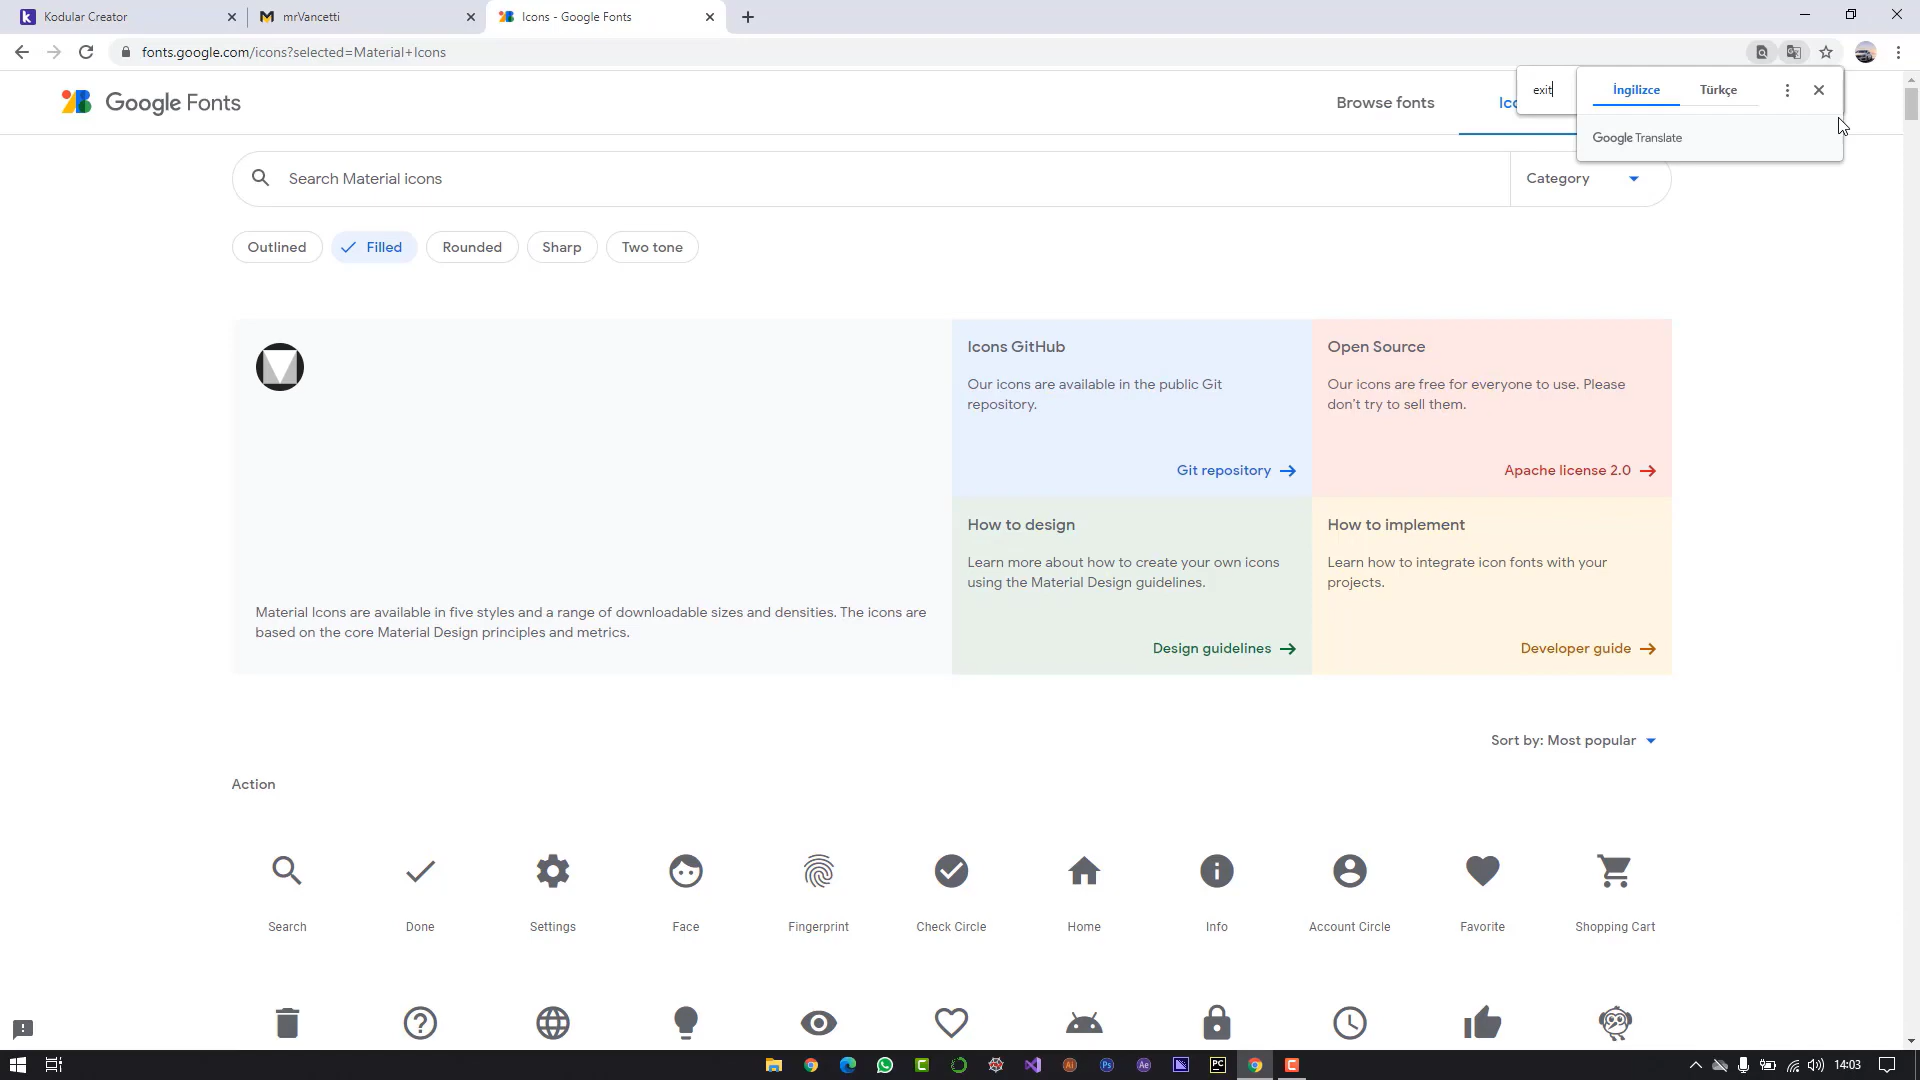 Kodular Creator
mrVancetti
Icons - Google Fonts
fonts.google.com/icons?selected=Material+Icons
Google Fonts
Browse fonts
exit
İngilizce
Türkçe
Google Translate
Search Material icons
Category
Outlined
Filled
Rounded
Sharp
Two tone
Icons GitHub
Our icons are available in the public Git
repository.
Git repository
Open Source
Our icons are free for everyone to use. Please
don't try to sell them.
Apache license 2.0
Material Icons are available in five styles and a range of downloadable sizes and densities. The icons are
based on the core Material Design principles and metrics.
How to design
Learn more about how to create your own icons
using the Material Design guidelines.
Design guidelines
How to implement
Learn how to integrate icon fonts with your
projects.
Developer guide
Sort by: Most popular
Action
Search
Done
Settings
Face
Fingerprint
Check Circle
Home
Info
Account Circle
Favorite
Shopping Cart
14:03